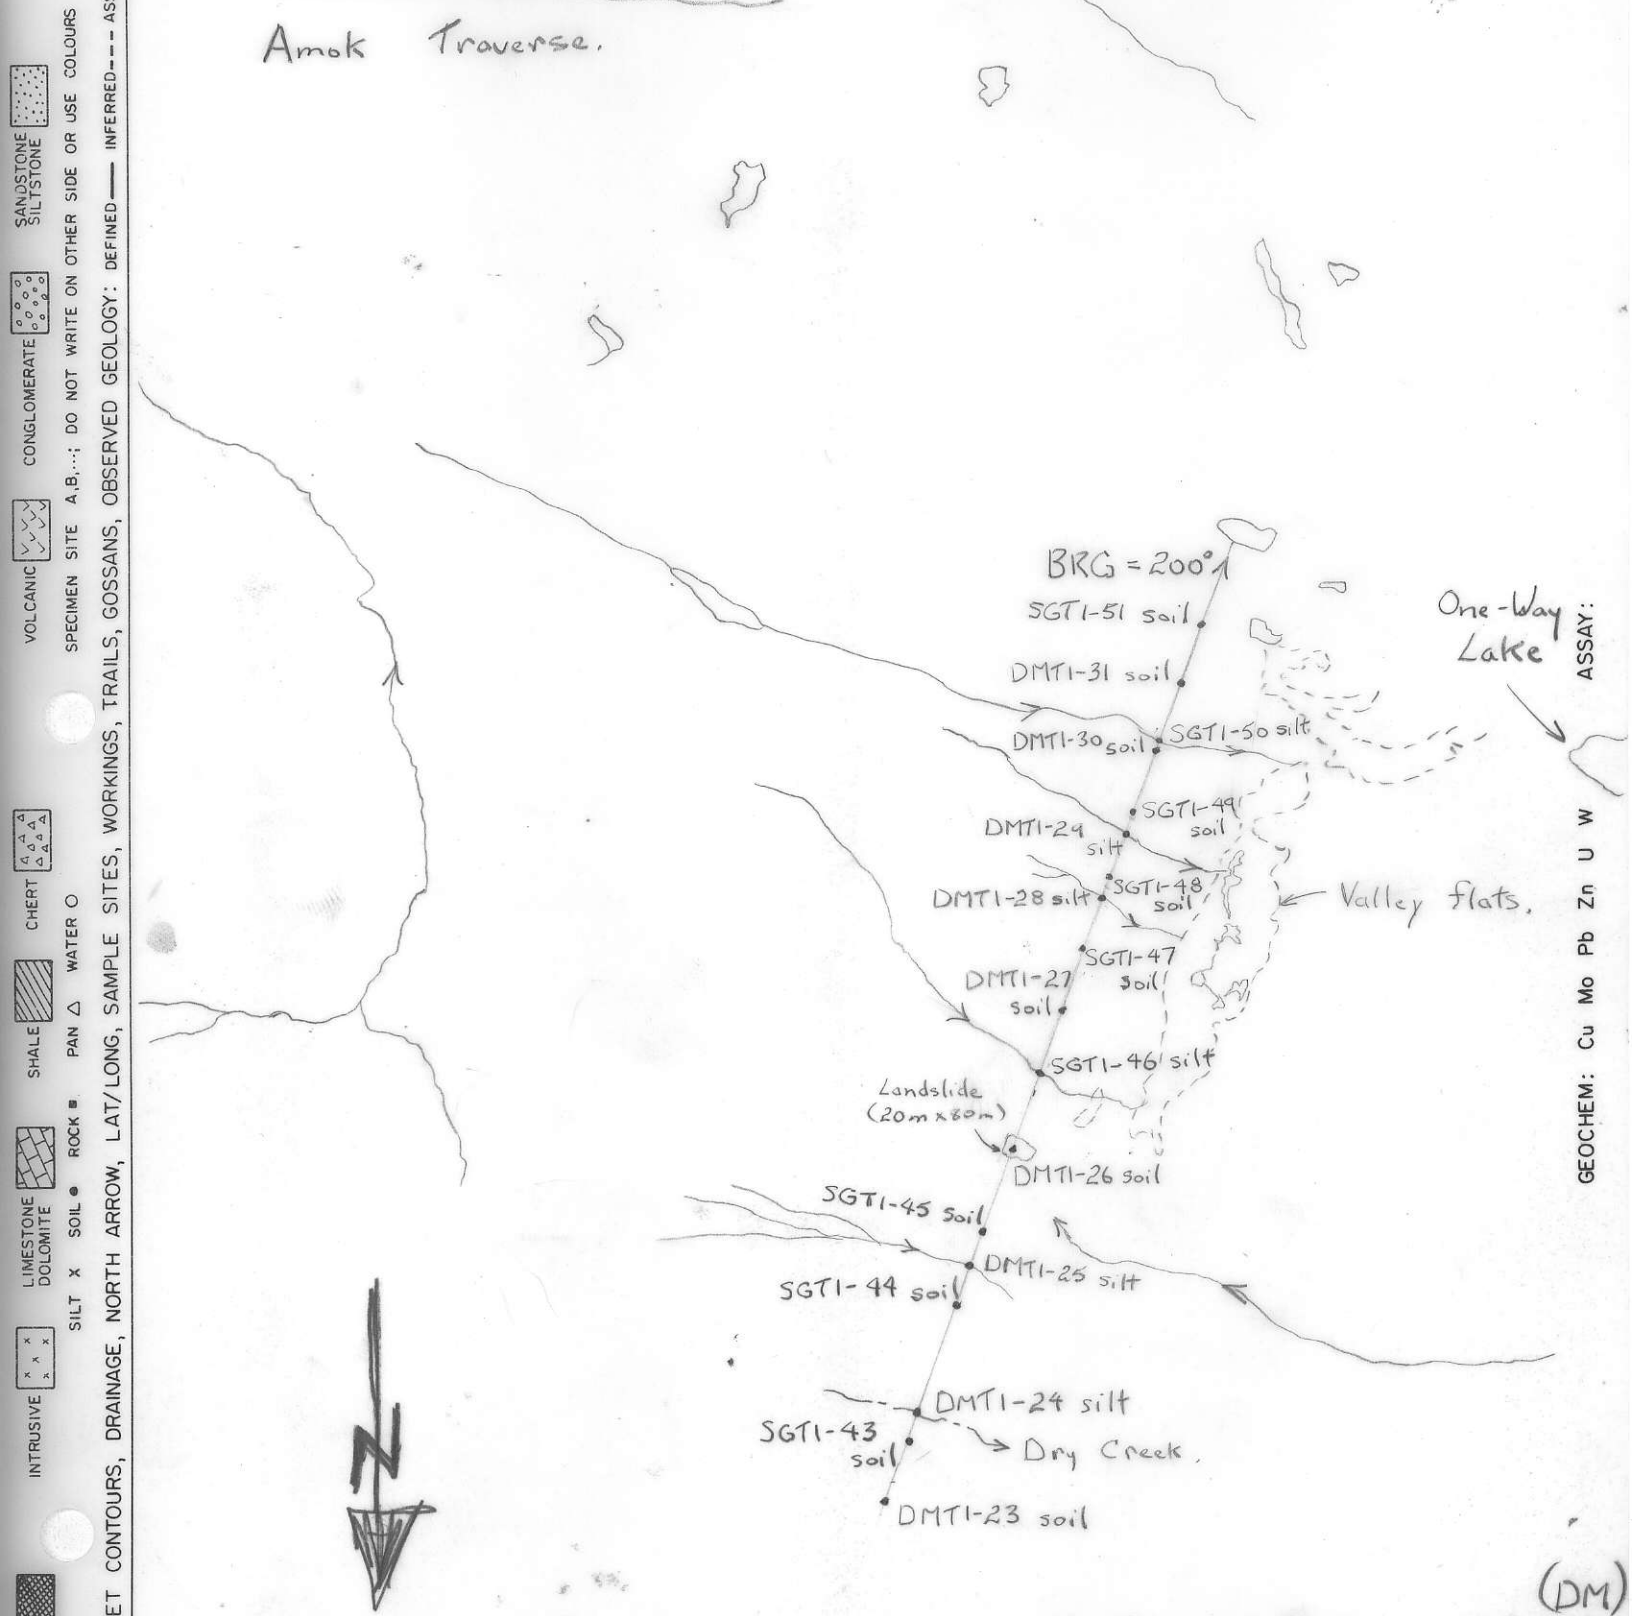 Amok Traverse.
BRG = 200°
SGT1-51 soil
DMT1-31 soil
One-Way
Lake
SGT1-50 silt
DMT1-30 soil
SGT1-49
soil
DMT1-29
silt
SGT1-48
soil
DMT1-28 silt
Valley flats.
SGT1-47
soil
DMT1-27
soil
SGT1-46 silt
Landslide
(20m x 80m)
DMT1-26 soil
SGT1-45 soil
DMT1-25 silt
SGT1-44 soil
DMT1-24 silt
SGT1-43
soil
Dry Creek.
DMT1-23 soil
N
(DM)
INTRUSIVE
LIMESTONE
DOLOMITE
SHALE
CHERT
VOLCANIC
CONGLOMERATE
SANDSTONE
SILTSTONE
SILT X SOIL ● ROCK ■ PAN △ WATER ○
SPECIMEN SITE A,B,...; DO NOT WRITE ON OTHER SIDE OR USE COLOURS
CONTOURS, DRAINAGE, NORTH ARROW, LAT/LONG, SAMPLE SITES, WORKINGS, TRAILS, GOSSANS, OBSERVED GEOLOGY: DEFINED—— INFERRED----
GEOCHEM: Cu Mo Pb Zn U W ASSAY: